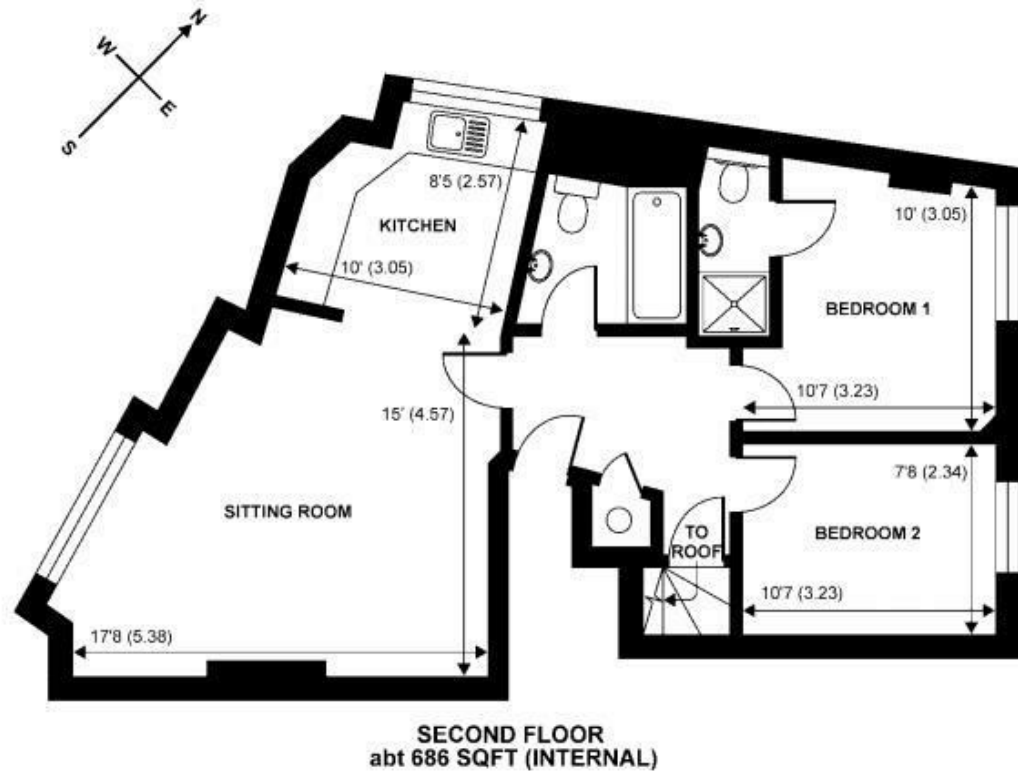 N
W
E
S
8'5 (2.57)
KITCHEN
10' (3.05)
10' (3.05)
BEDROOM 1
10'7 (3.23)
15' (4.57)
7'8 (2.34)
SITTING ROOM
TO
ROOF
BEDROOM 2
10'7 (3.23)
17'8 (5.38)
SECOND FLOOR
abt 686 SQFT (INTERNAL)